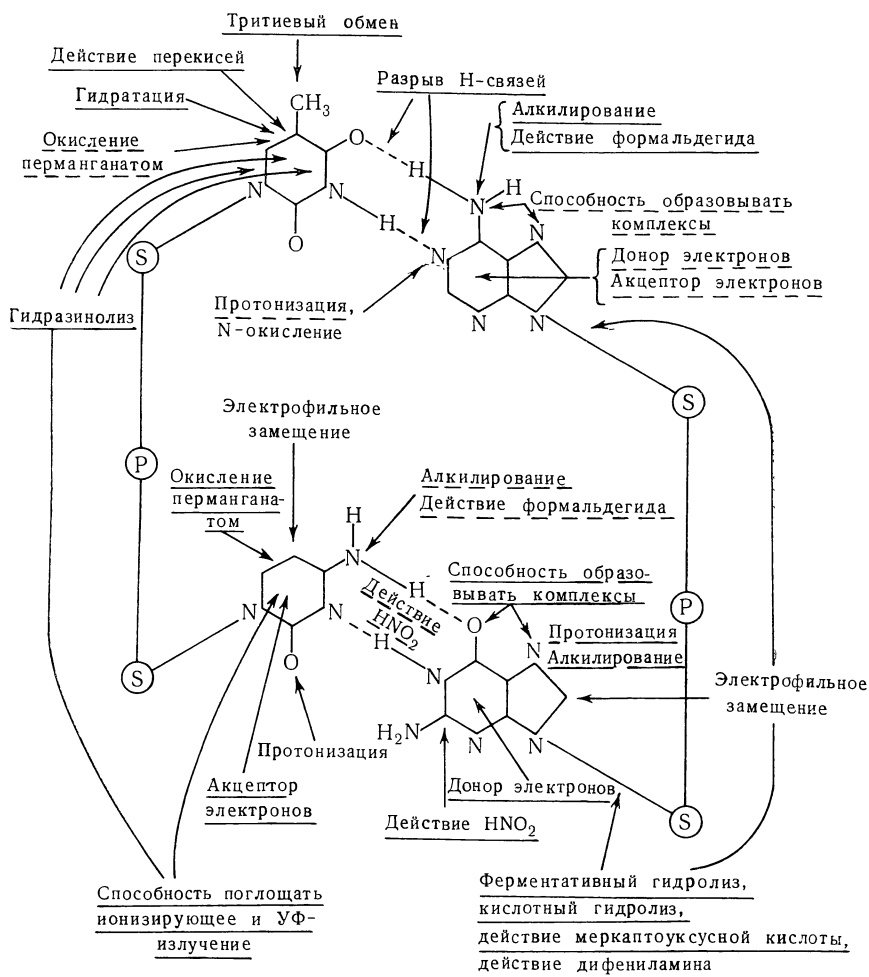 Тритиевый обмен
Действие перекисей
Разрыв Н-связей
Гидратация
CH₃
Алкилирование
Действие формальдегида
Окисление
перманганатом
O
H
H
N
N
N
Способность образовывать
комплексы
H
N
O
N
S
Донор электронов
Акцептор электронов
Протонизация,
N-окисление
Гидразинолиз
N
N
S
Электрофильное
замещение
P
Окисление
пермангана-
том
Алкилирование
Действие формальдегида
H
N
H
Действие
HNO₂
Способность образо-
вывать комплексы
N
N
O
P
H
N
Протонизация
Алкилирование
S
O
N
Электрофильное
замещение
H₂N
N
N
Протонизация
Акцептор
электронов
Донор электронов
Действие HNO₂
S
Способность поглощать
ионизирующее и УФ-
излучение
Ферментативный гидролиз,
кислотный гидролиз,
действие меркаптоуксусной кислоты,
действие дифениламина